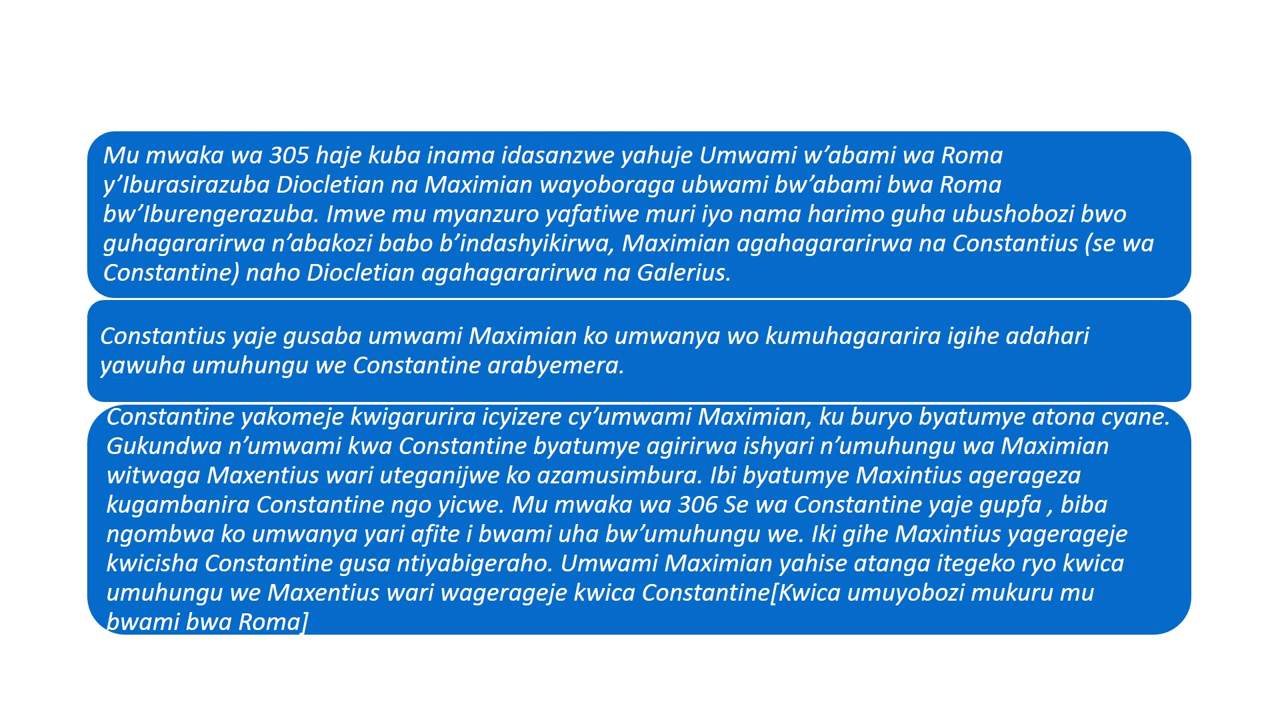 Mu mwaka wa 305 haje kuba inama idasanzwe yahuje Umwami w’abami wa Roma
y’Iburasirazuba Diocletian na Maximian wayoboraga ubwami bw’abami bwa Roma
bw’Iburengerazuba. Imwe mu myanzuro yafatiwe muri iyo nama harimo guha ubushobozi bwo
guhagararirwa n’abakozi babo b’indashyikirwa, Maximian agahagararirwa na Constantius (se wa
Constantine) naho Diocletian agahagararirwa na Galerius.
Constantius yaje gusaba umwami Maximian ko umwanya wo kumuhagararira igihe adahari
yawuha umuhungu we Constantine arabyemera.
Constantine yakomeje kwigarurira icyizere cy’umwami Maximian, ku buryo byatumye atona cyane.
Gukundwa n’umwami kwa Constantine byatumye agirirwa ishyari n’umuhungu wa Maximian
witwaga Maxentius wari uteganijwe ko azamusimbura. Ibi byatumye Maxintius agerageza
kugambanira Constantine ngo yicwe. Mu mwaka wa 306 Se wa Constantine yaje gupfa , biba
ngombwa ko umwanya yari afite i bwami uha bw’umuhungu we. Iki gihe Maxintius yagerageje
kwicisha Constantine gusa ntiyabigeraho. Umwami Maximian yahise atanga itegeko ryo kwica
umuhungu we Maxentius wari wagerageje kwica Constantine[Kwica umuyobozi mukuru mu
bwami bwa Roma]